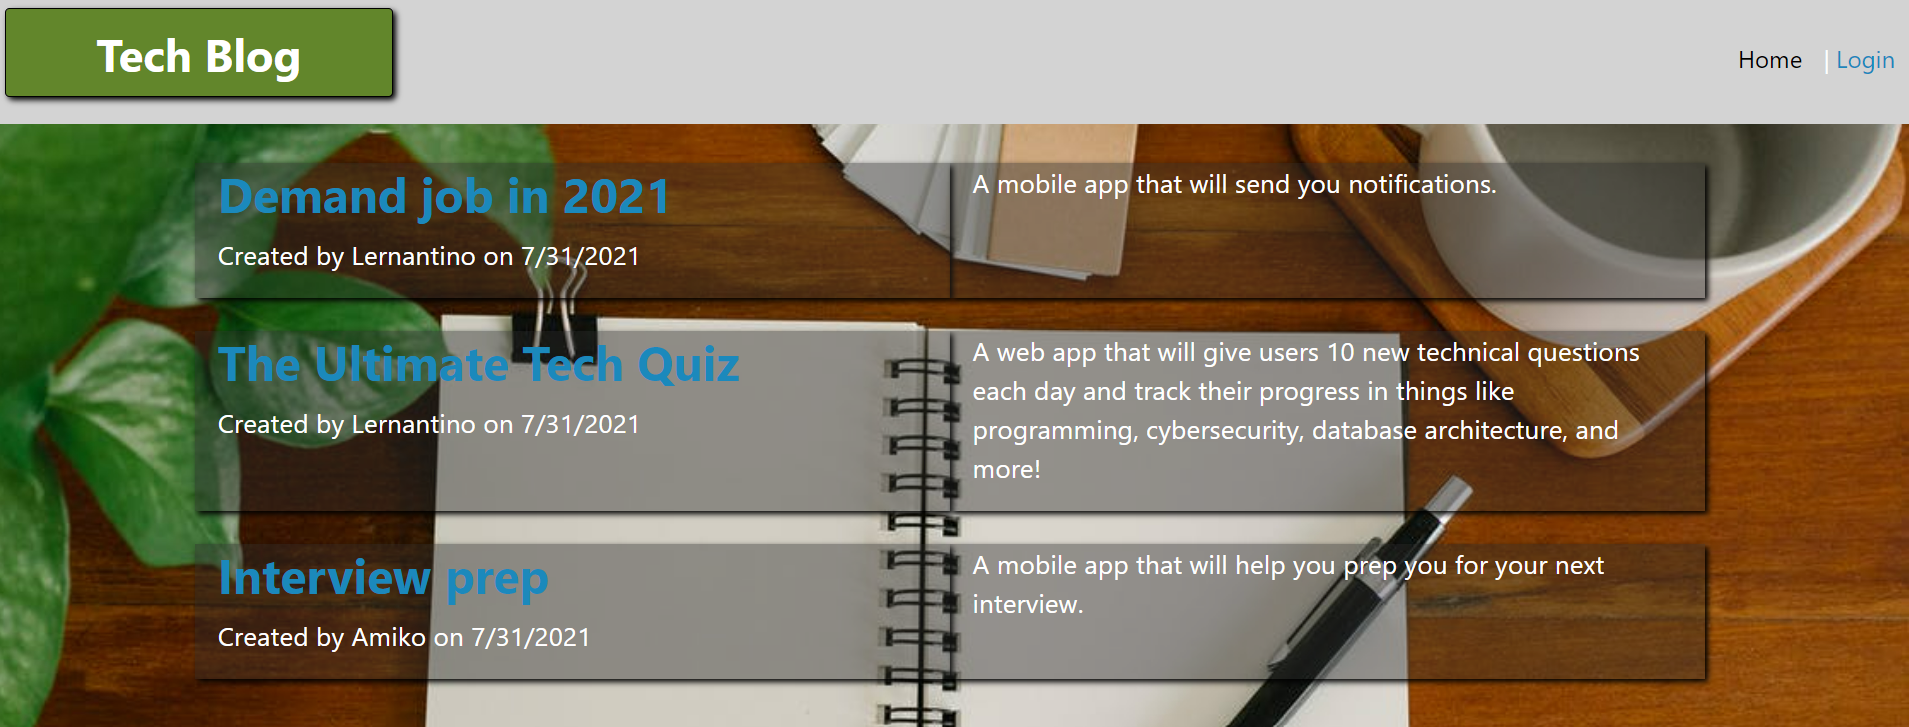 Tech Blog
Home | Login
Demand job in 2021
Created by Lernantino on 7/31/2021
A mobile app that will send you notifications.
The Ultimate Tech Quiz
Created by Lernantino on 7/31/2021
A web app that will give users 10 new technical questions
each day and track their progress in things like
programming, cybersecurity, database architecture, and
more!
Interview prep
Created by Amiko on 7/31/2021
A mobile app that will help you prep you for your next
interview.